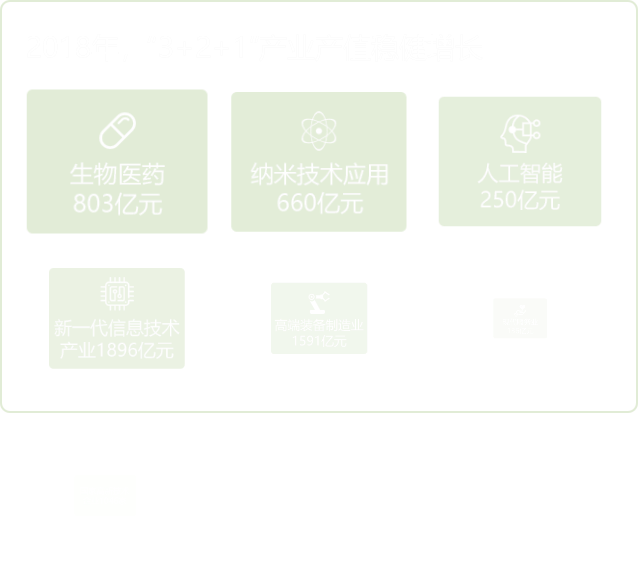 生物医药
803亿元
纳米技术应用
660亿元
人工智能
250亿元
新一代信息技术
产业1896亿元
高端装备制造业
1591亿元